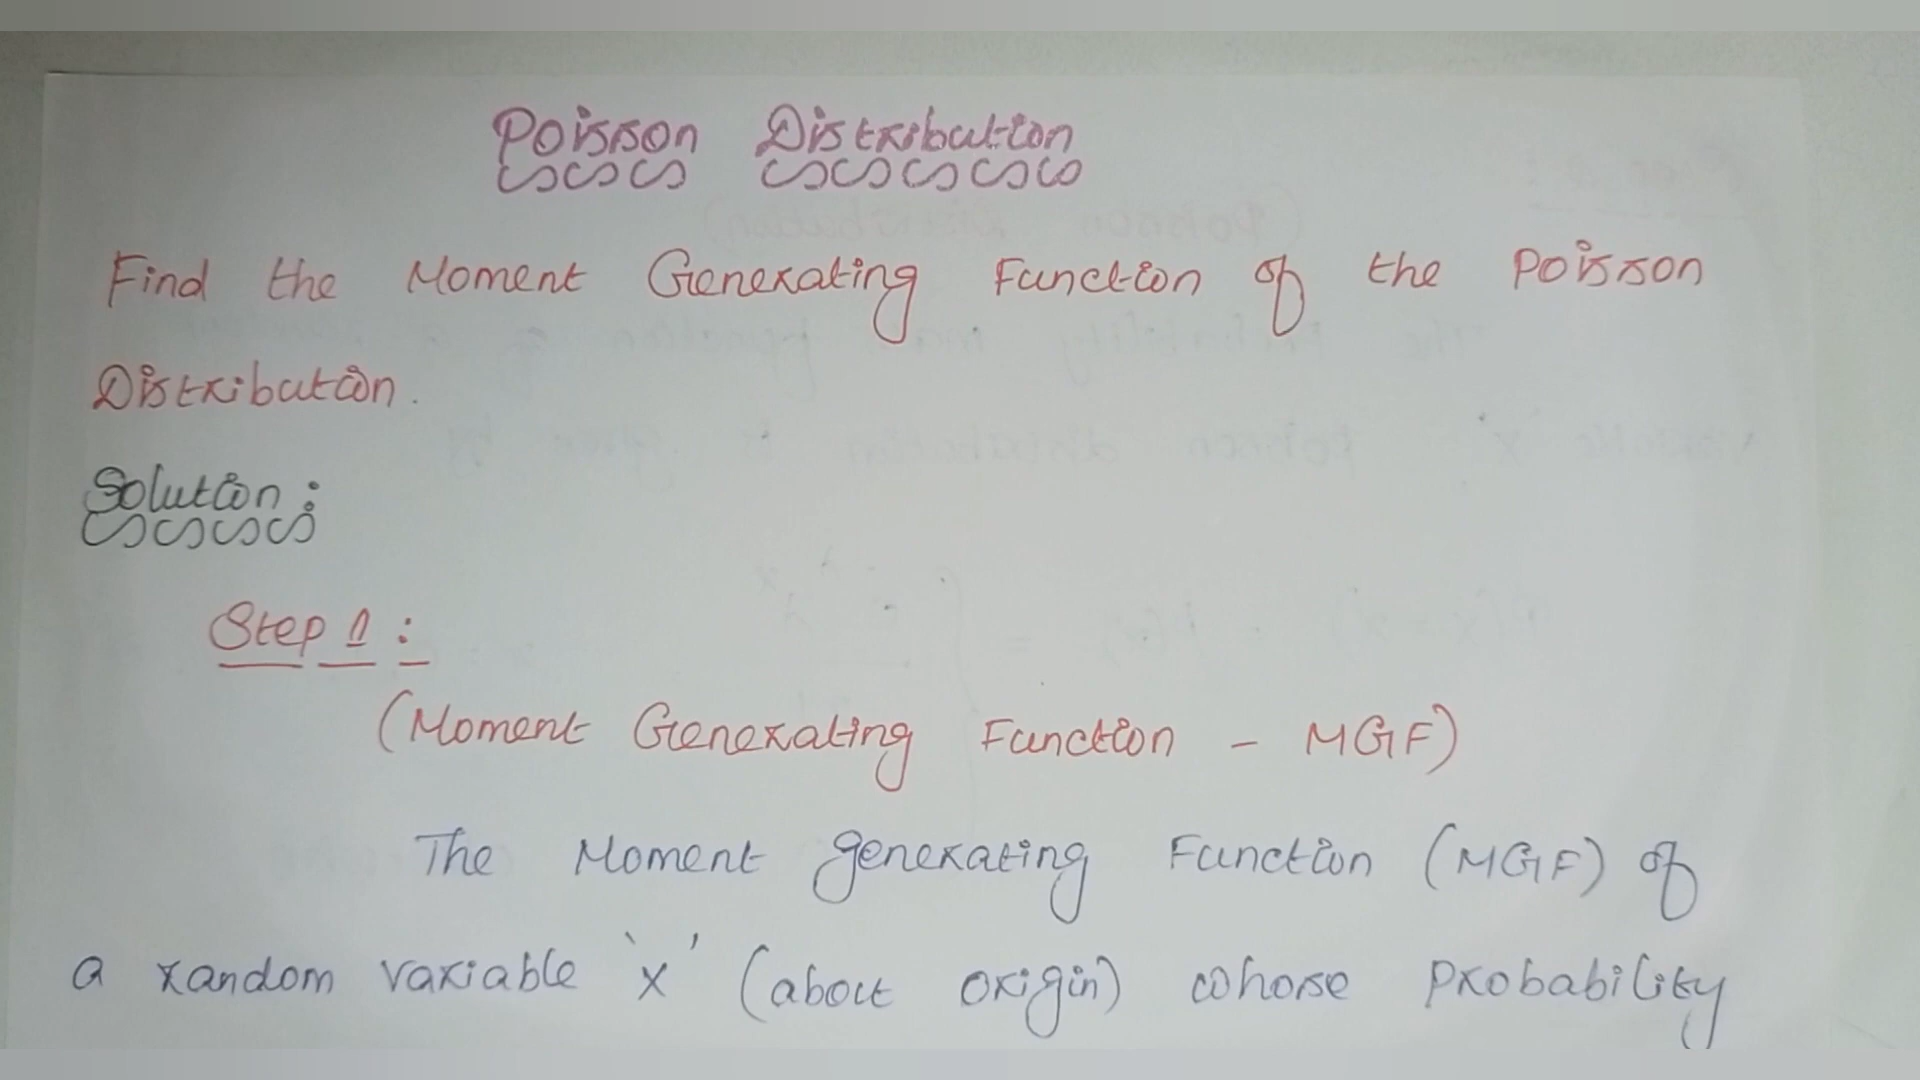 Poisson Distribution
Find the Moment Generating Function of the Poisson
Distribution.
Solution:
Step 1:
(Moment Generating Function - MGF)
The Moment generating Function (MGF) of
a random variable 'x' (about origin) whose Probability